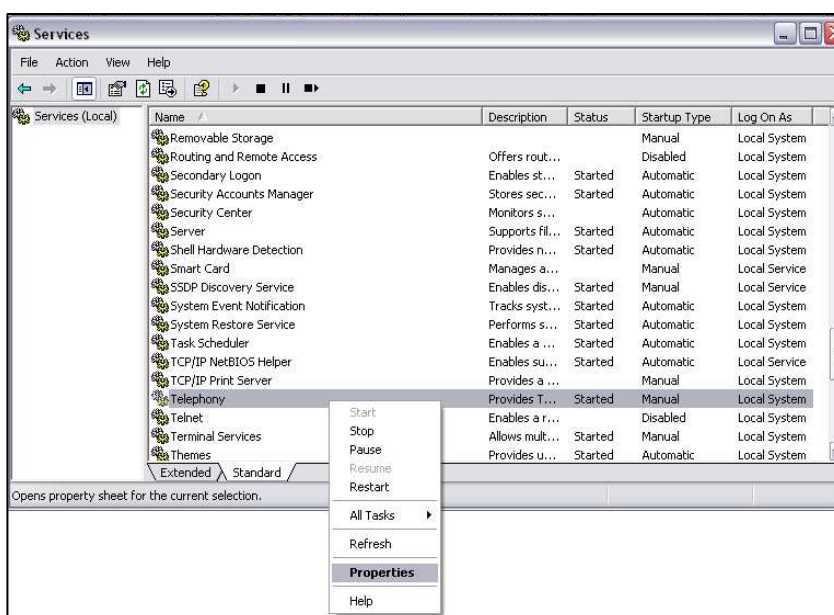 Services
File Action View Help
Services (Local)
Name Description Status Startup Type Log On As
Removable Storage Manual Local System
Routing and Remote Access Offers rout... Disabled Local System
Secondary Logon Enables st... Started Automatic Local System
Security Accounts Manager Stores sec... Started Automatic Local System
Security Center Monitors s... Automatic Local System
Server Supports fil... Started Automatic Local System
Shell Hardware Detection Provides n... Started Automatic Local System
Smart Card Manages a... Manual Local Service
SSDP Discovery Service Enables dis... Started Manual Local Service
System Event Notification Tracks syst... Started Automatic Local System
System Restore Service Performs s... Started Automatic Local System
Task Scheduler Enables a ... Started Automatic Local System
TCP/IP NetBIOS Helper Enables su... Started Automatic Local Service
TCP/IP Print Server Provides a ... Manual Local System
Telephony Provides T... Started Manual Local System
Telnet Enables a r... Disabled Local System
Terminal Services Allows mult... Started Manual Local System
Themes Provides u... Started Automatic Local System
Extended Standard
Opens property sheet for the current selection.
Start
Stop
Pause
Resume
Restart
All Tasks
Refresh
Properties
Help